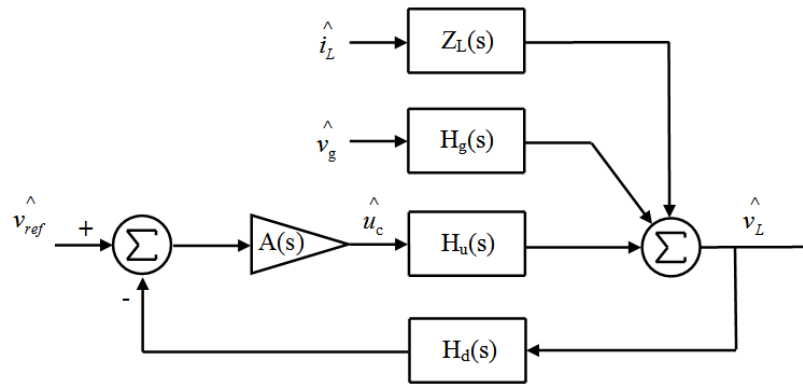 î_L Z_L(s)
v̂_g H_g(s)
v̂_ref + Σ A(s) û_c H_u(s) Σ v̂_L
-
H_d(s)